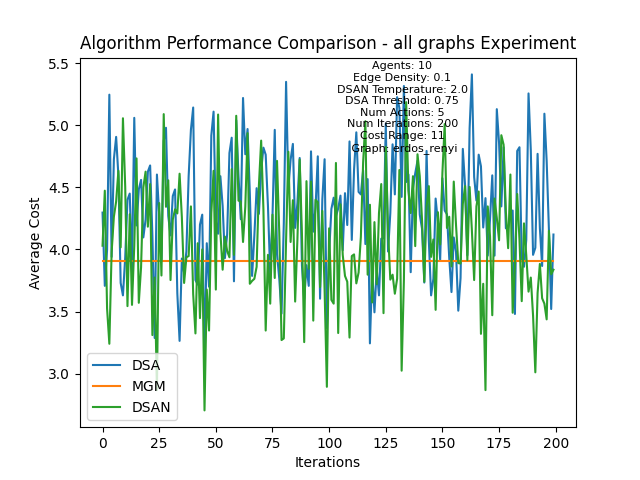 Algorithm Performance Comparison - all graphs Experiment
Agents: 10
Edge Density: 0.1
DSAN Temperature: 2.0
DSA Threshold: 0.75
Num Actions: 5
Num Iterations: 200
Cost Range: 11
Graph: lerdos_renyi
5.5
5.0
4.5
4.0
3.5
3.0
Average Cost
DSA
MGM
DSAN
0
25
50
75
100
125
150
175
200
Iterations